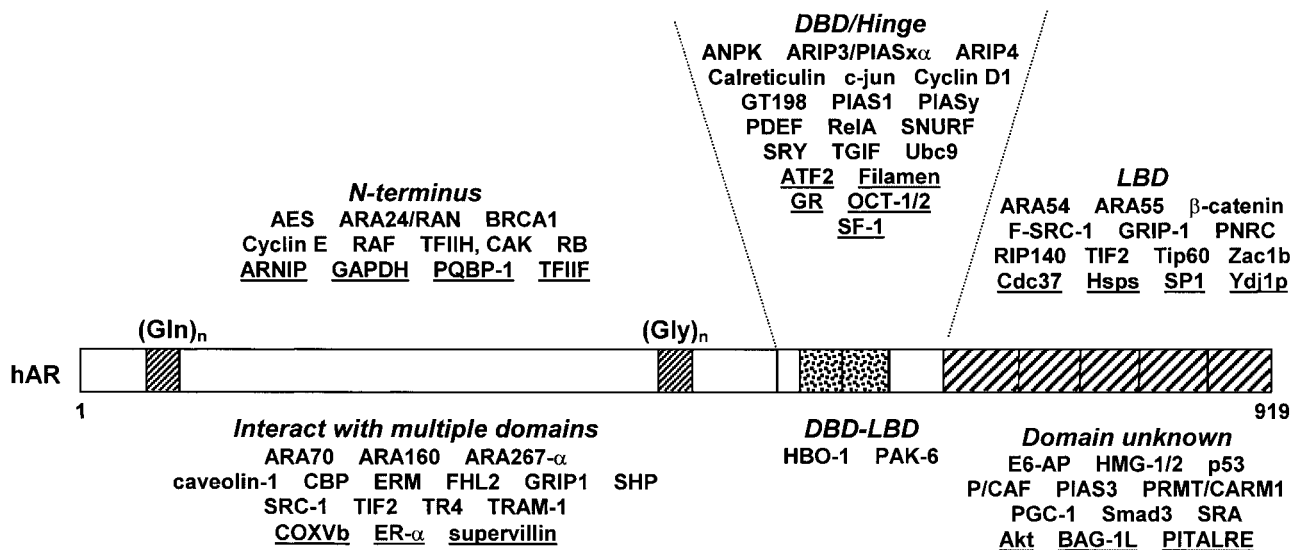 DBD/Hinge
ANPK ARIP3/PIASxα ARIP4
Calreticulin c-jun Cyclin D1
GT198 PIAS1 PIASy
PDEF RelA SNURF
SRY TGIF Ubc9
ATF2 Filamen
GR OCT-1/2
SF-1
N-terminus
AES ARA24/RAN BRCA1
Cyclin E RAF TFIIH, CAK RB
ARNIP GAPDH PQBP-1 TFIIF
LBD
ARA54 ARA55 β-catenin
F-SRC-1 GRIP-1 PNRC
RIP140 TIF2 Tip60 Zac1b
Cdc37 Hsps SP1 Ydj1p
(Gln)n (Gly)n
hAR
1 919
Interact with multiple domains
ARA70 ARA160 ARA267-α
caveolin-1 CBP ERM FHL2 GRIP1 SHP
SRC-1 TIF2 TR4 TRAM-1
COXVb ER-α supervillin
DBD-LBD
HBO-1 PAK-6
Domain unknown
E6-AP HMG-1/2 p53
P/CAF PIAS3 PRMT/CARM1
PGC-1 Smad3 SRA
Akt BAG-1L PITALRE